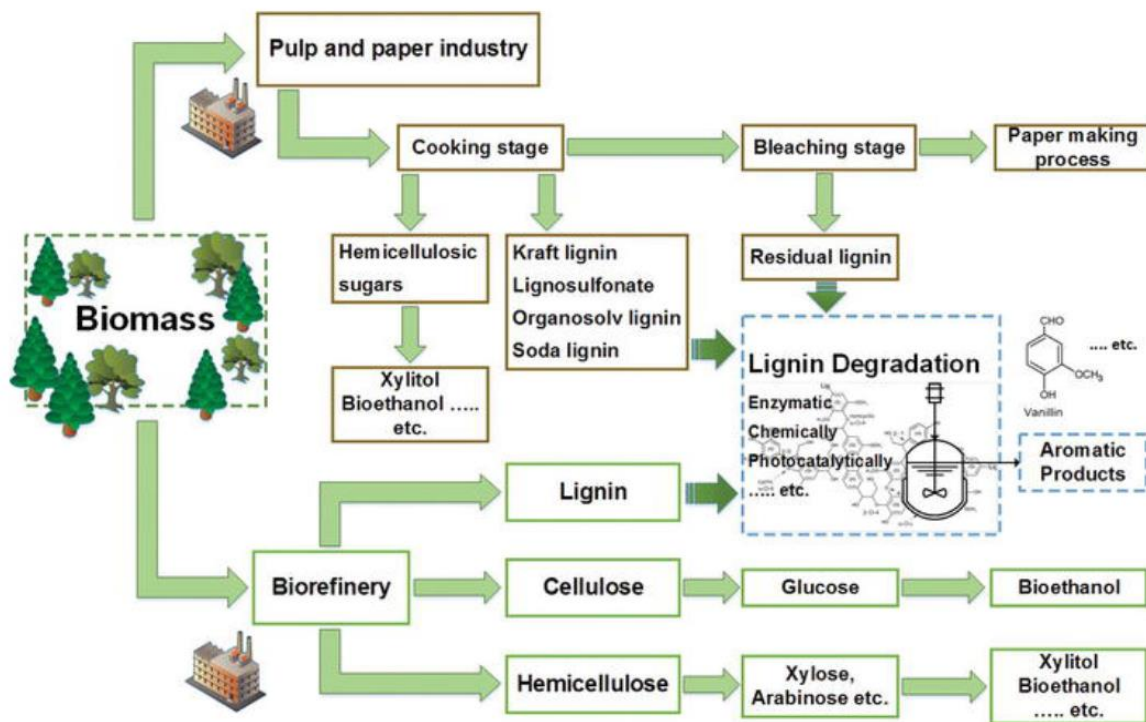 Pulp and paper industry
Cooking stage
Bleaching stage
Paper making
process
Hemicellulosic
sugars
Kraft lignin
Lignosulfonate
Organosolv lignin
Soda lignin
Residual lignin
Biomass
Xylitol
Bioethanol .....
etc.
Lignin Degradation
Enzymatic
Chemically
Photocatalytically
..... etc.
CHO
.... etc.
OCH3
OH
Vanillin
Aromatic
Products
Lignin
Biorefinery
Cellulose
Glucose
Bioethanol
Hemicellulose
Xylose,
Arabinose etc.
Xylitol
Bioethanol
..... etc.